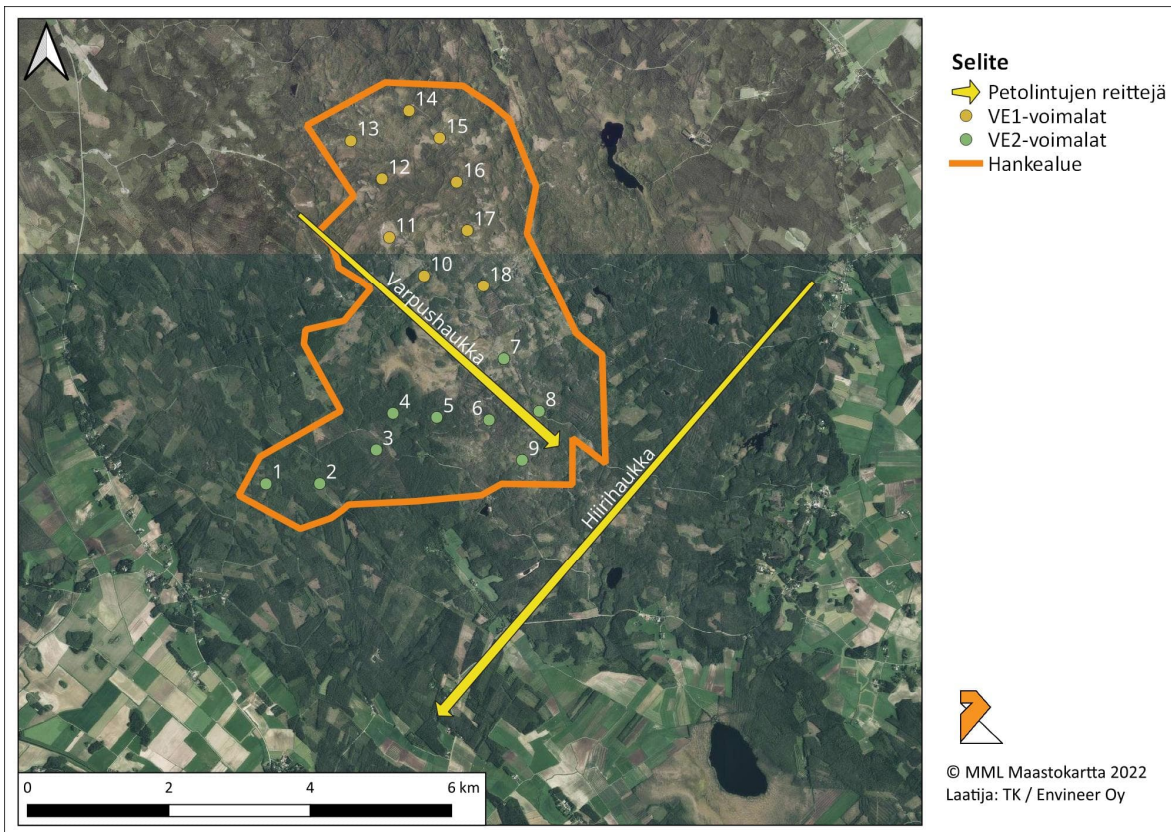 Selite
Petolintujen reittejä
VE1-voimalat
VE2-voimalat
Hankealue
14
13
15
12
16
11
17
10
18
Varpushaukka
7
8
4
5
6
3
9
1
2
Hiirihaukka
0 2 4 6 km
© MML Maastokartta 2022
Laatija: TK / Envineer Oy